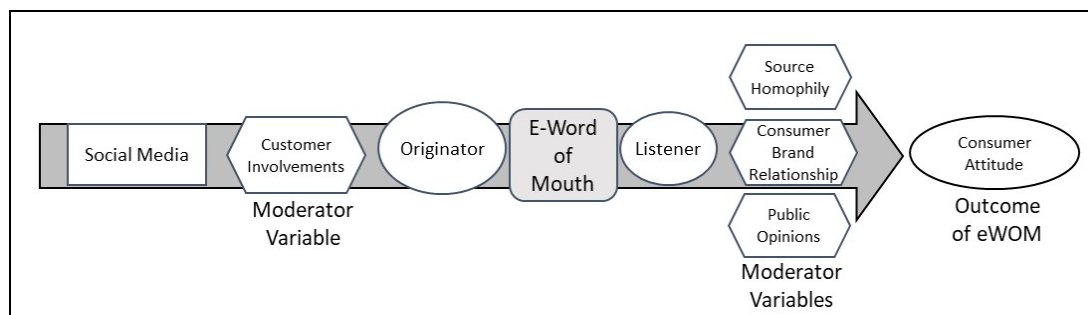 Social Media
Customer
Involvements
Moderator
Variable
Originator
E-Word
of
Mouth
Listener
Source
Homophily
Consumer
Brand
Relationship
Public
Opinions
Moderator
Variables
Consumer
Attitude
Outcome
of eWOM